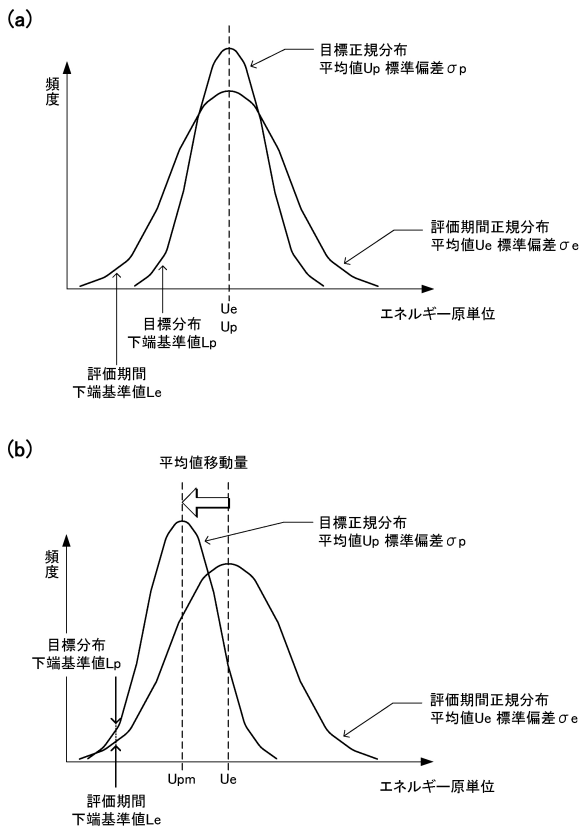 (a)
目標正規分布
平均値Up 標準偏差σp
頻度
評価期間正規分布
平均値Ue 標準偏差σe
Ue
Up
エネルギー原単位
目標分布
下端基準値Lp
評価期間
下端基準値Le
(b)
平均値移動量
目標正規分布
平均値Up 標準偏差σp
頻度
目標分布
下端基準値Lp
評価期間正規分布
平均値Ue 標準偏差σe
Upm
Ue
エネルギー原単位
評価期間
下端基準値Le